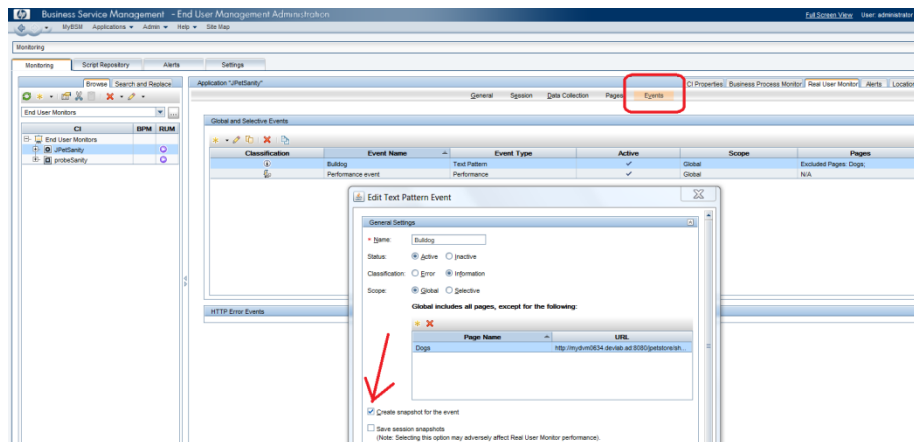 Business Service Management - End User Management Administration
Full Screen View User: administrator
MyBSM Applications Admin Help Site Map
Monitoring
Monitoring Script Repository Alerts Settings
Browse Search and Replace
Application "JPetSanity"
CI Properties Business Process Monitor Real User Monitor Alerts Location
General Session Data Collection Pages Events
End User Monitors
CI BPM RUM
End User Monitors
JPetSanity
probeSanity
Global and Selective Events
Classification Event Name Event Type Active Scope Pages
Bulldog Text Pattern Global Excluded Pages: Dogs;
Performance event Performance Global N/A
Edit Text Pattern Event
General Settings
* Name: Bulldog
Status: Active Inactive
Classification: Error Information
Scope: Global Selective
Global includes all pages, except for the following:
HTTP Error Events
Page Name URL
Dogs http://mydvm0634.devlab.ad:8080/jpetstore/sh...
Create snapshot for the event
Save session snapshots
(Note: Selecting this option may adversely affect Real User Monitor performance).